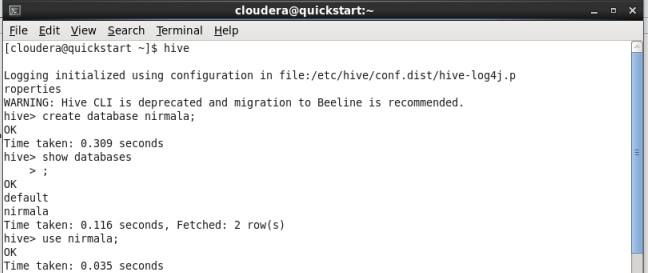 cloudera@quickstart:~
File Edit View Search Terminal Help
[cloudera@quickstart ~]$ hive
Logging initialized using configuration in file:/etc/hive/conf.dist/hive-log4j.p
roperties
WARNING: Hive CLI is deprecated and migration to Beeline is recommended.
hive> create database nirmala;
OK
Time taken: 0.309 seconds
hive> show databases
    > ;
OK
default
nirmala
Time taken: 0.116 seconds, Fetched: 2 row(s)
hive> use nirmala;
OK
Time taken: 0.035 seconds